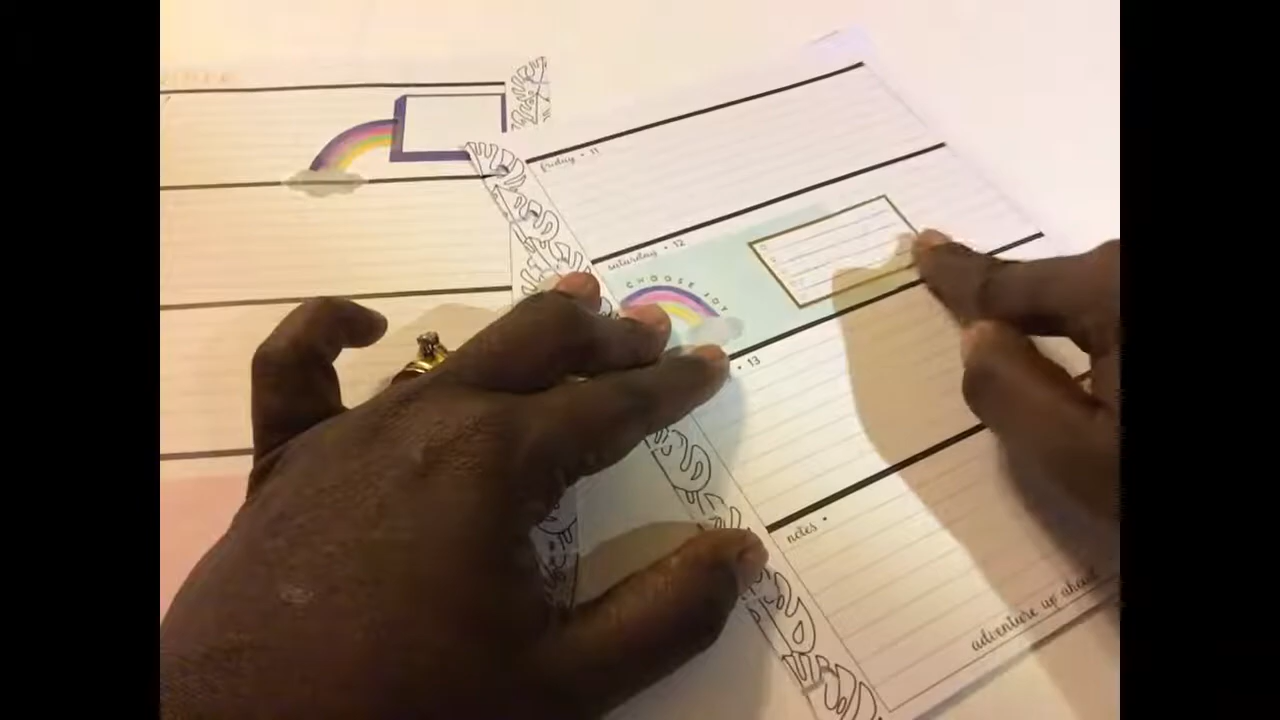 friday • 11
saturday • 12
CHOOSE JOY
• 13
notes •
adventure up ahead